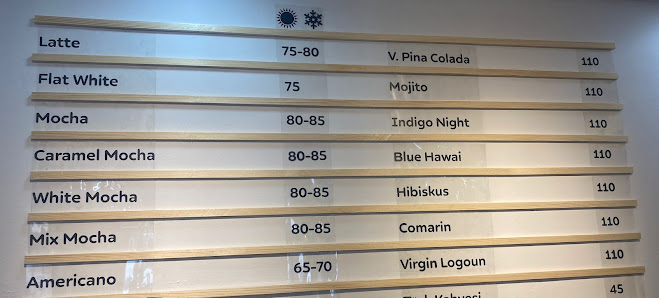 Latte 75-80
Flat White 75
Mocha 80-85
Caramel Mocha 80-85
White Mocha 80-85
Mix Mocha 80-85
Americano 65-70
V. Pina Colada 110
Mojito 110
Indigo Night 110
Blue Hawai 110
Hibiskus 110
Comarin 110
Virgin Logoun 110
45